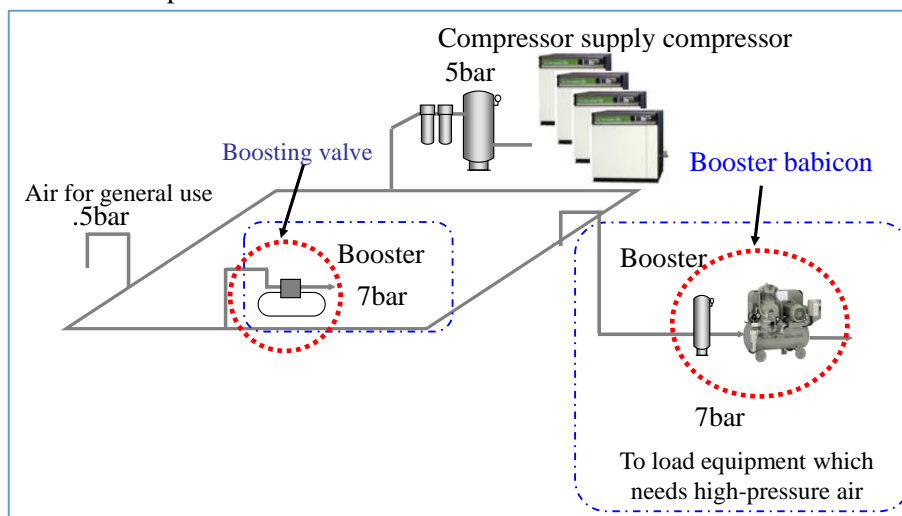 Compressor supply compressor
5bar
Boosting valve
Booster babicon
Air for general use
.5bar
Booster
7bar
Booster
7bar
To load equipment which
needs high-pressure air